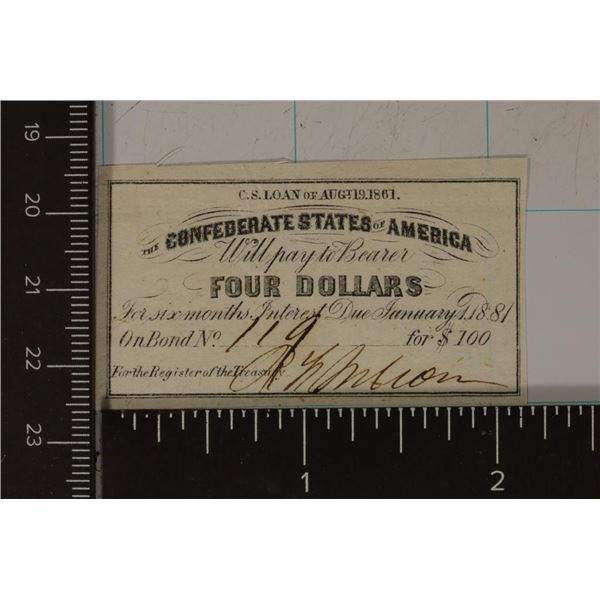 C.S. LOAN OF AUGT. 19. 1861.
THE CONFEDERATE STATES OF AMERICA
Will pay to Bearer
FOUR DOLLARS
For six months, Interest Due January 1, 1881
On Bond No. 119 for $100
For the Register of the Treasury
19
20
21
22
23
1
2